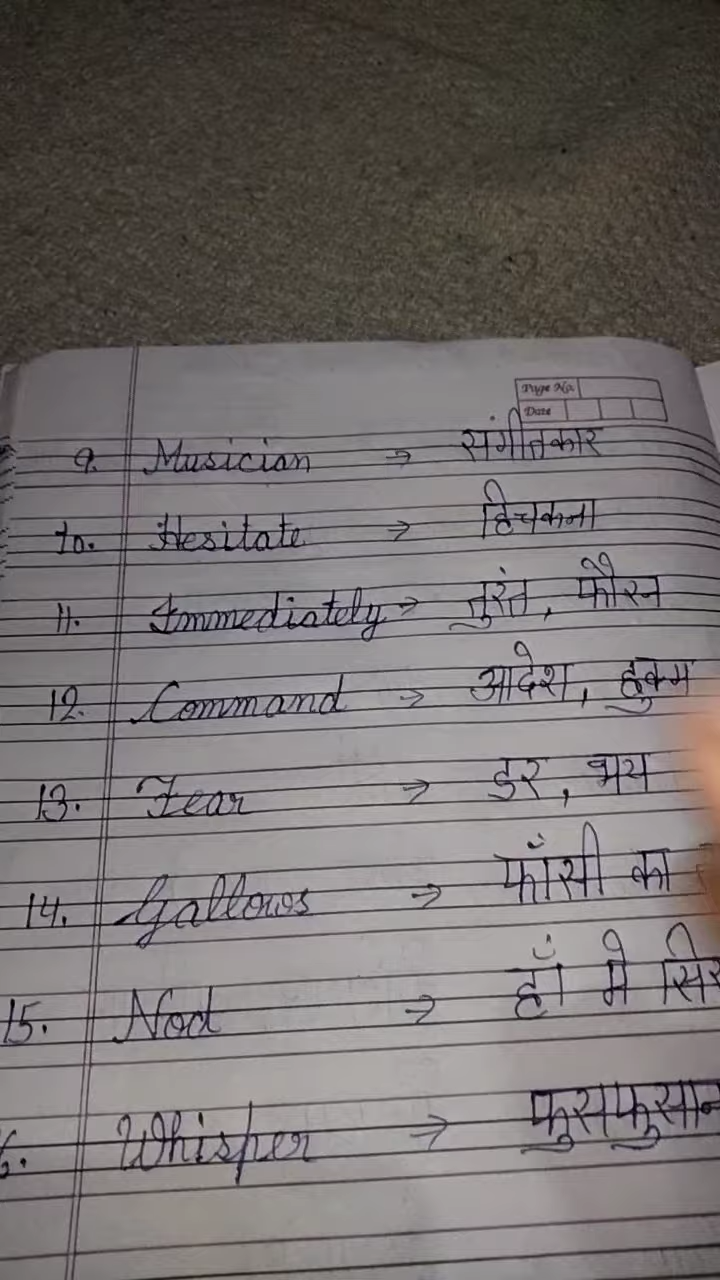 Page No.
Date
9. Musician → संगीतकार
10. Hesitate → हिचकना
11. Immediately → तुरंत, फौरन
12. Command → आदेश, हुक्म
13. Fear → डर, भय
14. Gallows → फाँसी का
15. Nod → हाँ मे सिर
6. Whisper → फुसफुसान